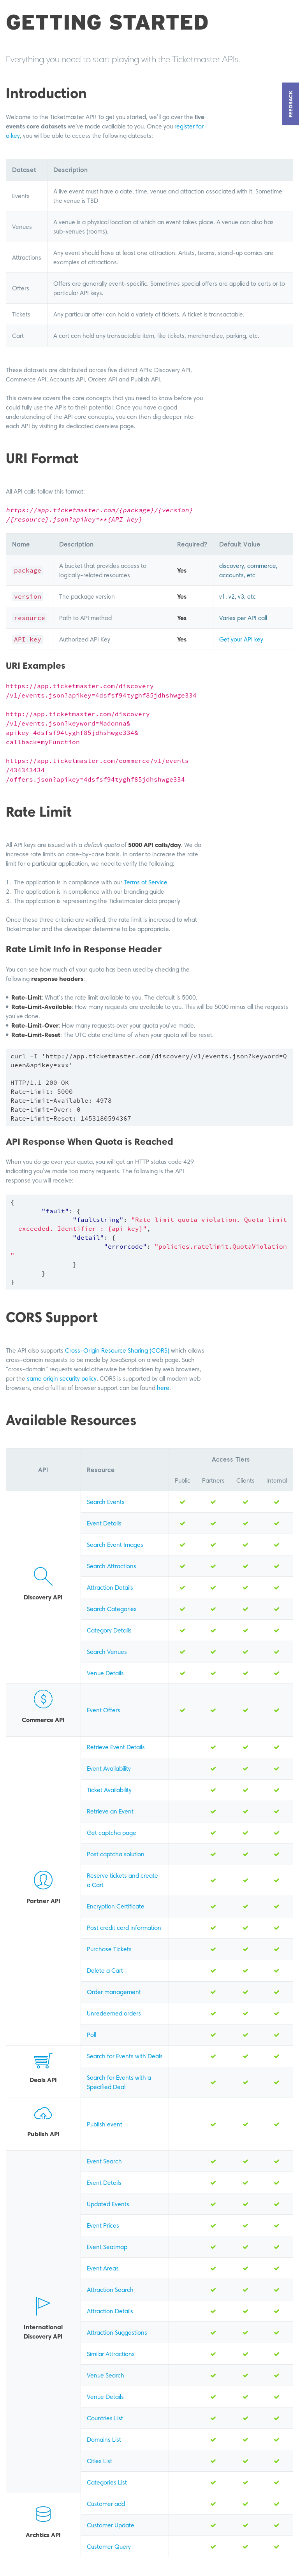 GETTING STARTED
Everything you need to start playing with the Ticketmaster APIs.
FEEDBACK
Introduction
Welcome to the Ticketmaster API! To get you started, we'll go over the live
events core datasets we've made available to you. Once you register for
a key, you will be able to access the following datasets:
Dataset Description
Events A live event must have a date, time, venue and attaction associated with it. Sometime
the venue is TBD
Venues A venue is a physical location at which an event takes place. A venue can also has
sub-venues (rooms).
Attractions Any event should have at least one attraction. Artists, teams, stand-up comics are
examples of attractions.
Offers Offers are generally event-specific. Sometimes special offers are applied to carts or to
particular API keys.
Tickets Any particular offer can hold a variety of tickets. A ticket is transactable.
Cart A cart can hold any transactable item, like tickets, merchandize, parking, etc.
These datasets are distributed across five distinct APIs: Discovery API,
Commerce API, Accounts API, Orders API and Publish API.
This overview covers the core concepts that you need to know before you
could fully use the APIs to their potential. Once you have a good
understanding of the API core concepts, you can then dig deeper into
each API by visiting its dedicated overview page.
URI Format
All API calls follow this format:
https://app.ticketmaster.com/{package}/{version}
/{resource}.json?apikey=**{API key}
Name Description Required? Default Value
package A bucket that provides access to
logically-related resources Yes discovery, commerce,
accounts, etc
version The package version Yes v1, v2, v3, etc
resource Path to API method Yes Varies per API call
API key Authorized API Key Yes Get your API key
URI Examples
https://app.ticketmaster.com/discovery
/v1/events.json?apikey=4dsfsf94tyghf85jdhshwge334
http://app.ticketmaster.com/discovery
/v1/events.json?keyword=Madonna&
apikey=4dsfsf94tyghf85jdhshwge334&
callback=myFunction
https://app.ticketmaster.com/commerce/v1/events
/434343434
/offers.json?apikey=4dsfsf94tyghf85jdhshwge334
Rate Limit
All API keys are issued with a default quota of 5000 API calls/day. We do
increase rate limits on case-by-case basis. In order to increase the rate
limit for a particular application, we need to verify the following:
1. The application is in compliance with our Terms of Service
2. The application is in compliance with our branding guide
3. The application is representing the Ticketmaster data properly
Once these three criteria are verified, the rate limit is increased to what
Ticketmaster and the developer determine to be appropriate.
Rate Limit Info in Response Header
You can see how much of your quota has been used by checking the
following response headers:
• Rate-Limit: What's the rate limit available to you. The default is 5000.
• Rate-Limit-Available: How many requests are available to you. This will be 5000 minus all the requests
you've done.
• Rate-Limit-Over: How many requests over your quota you've made.
• Rate-Limit-Reset: The UTC date and time of when your quota will be reset.
curl -I 'http://app.ticketmaster.com/discovery/v1/events.json?keyword=Q
ueen&apikey=xxx'
HTTP/1.1 200 OK
Rate-Limit: 5000
Rate-Limit-Available: 4978
Rate-Limit-Over: 0
Rate-Limit-Reset: 1453180594367
API Response When Quota is Reached
When you do go over your quota, you will get an HTTP status code 429
indicating you've made too many requests. The following is the API
response you will receive:
{
"fault": {
"faultstring": "Rate limit quota violation. Quota limit
exceeded. Identifier : {api key}",
"detail": {
"errorcode": "policies.ratelimit.QuotaViolation
"
}
}
}
CORS Support
The API also supports Cross-Origin Resource Sharing (CORS) which allows
cross-domain requests to be made by JavaScript on a web page. Such
"cross-domain" requests would otherwise be forbidden by web browsers,
per the same origin security policy. CORS is supported by all modern web
browsers, and a full list of browser support can be found here.
Available Resources
API Resource Access Tiers
Public Partners Clients Internal
Discovery API
Search Events
Event Details
Search Event Images
Search Attractions
Attraction Details
Search Categories
Category Details
Search Venues
Venue Details
Commerce API
Event Offers
Partner API
Retrieve Event Details
Event Availability
Ticket Availability
Retrieve an Event
Get captcha page
Post captcha solution
Reserve tickets and create
a Cart
Encryption Certificate
Post credit card information
Purchase Tickets
Delete a Cart
Order management
Unredeemed orders
Poll
Deals API
Search for Events with Deals
Search for Events with a
Specified Deal
Publish API
Publish event
International
Discovery API
Event Search
Event Details
Updated Events
Event Prices
Event Seatmap
Event Areas
Attraction Search
Attraction Details
Attraction Suggestions
Similar Attractions
Venue Search
Venue Details
Countries List
Domains List
Cities List
Categories List
Archtics API
Customer add
Customer Update
Customer Query